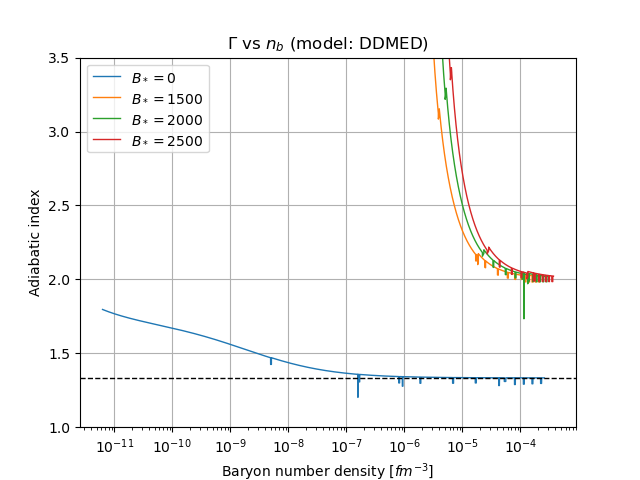 Γ vs n_b (model: DDMED)
B_* = 0
B_* = 1500
B_* = 2000
B_* = 2500
3.5
3.0
2.5
2.0
1.5
1.0
Adiabatic index
10^{-11} 10^{-10} 10^{-9} 10^{-8} 10^{-7} 10^{-6} 10^{-5} 10^{-4}
Baryon number density [fm^{-3}]